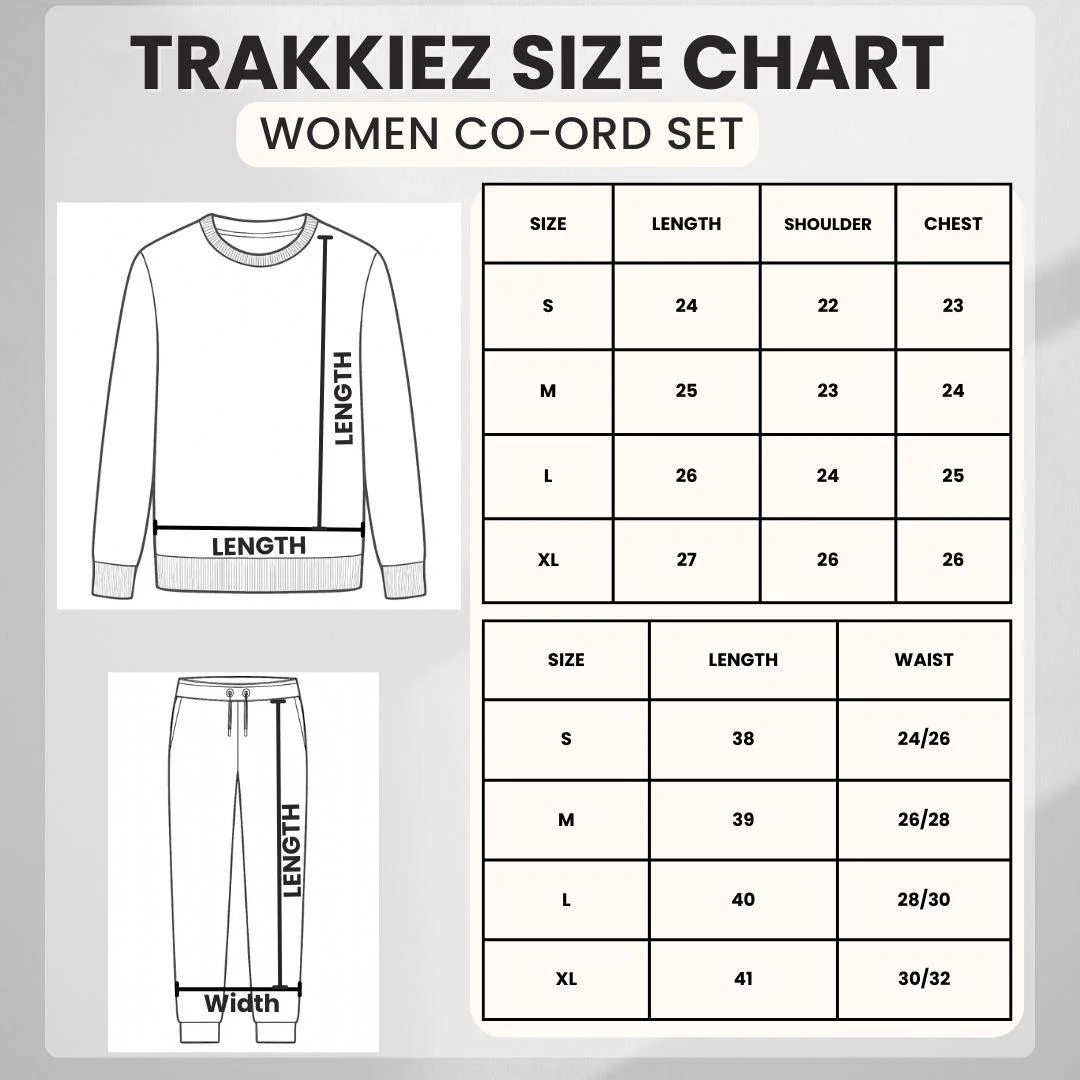 TRAKKIEZ SIZE CHART
WOMEN CO-ORD SET
LENGTH
LENGTH
SIZE LENGTH SHOULDER CHEST
S 24 22 23
M 25 23 24
L 26 24 25
XL 27 26 26
LENGTH
Width
SIZE LENGTH WAIST
S 38 24/26
M 39 26/28
L 40 28/30
XL 41 30/32